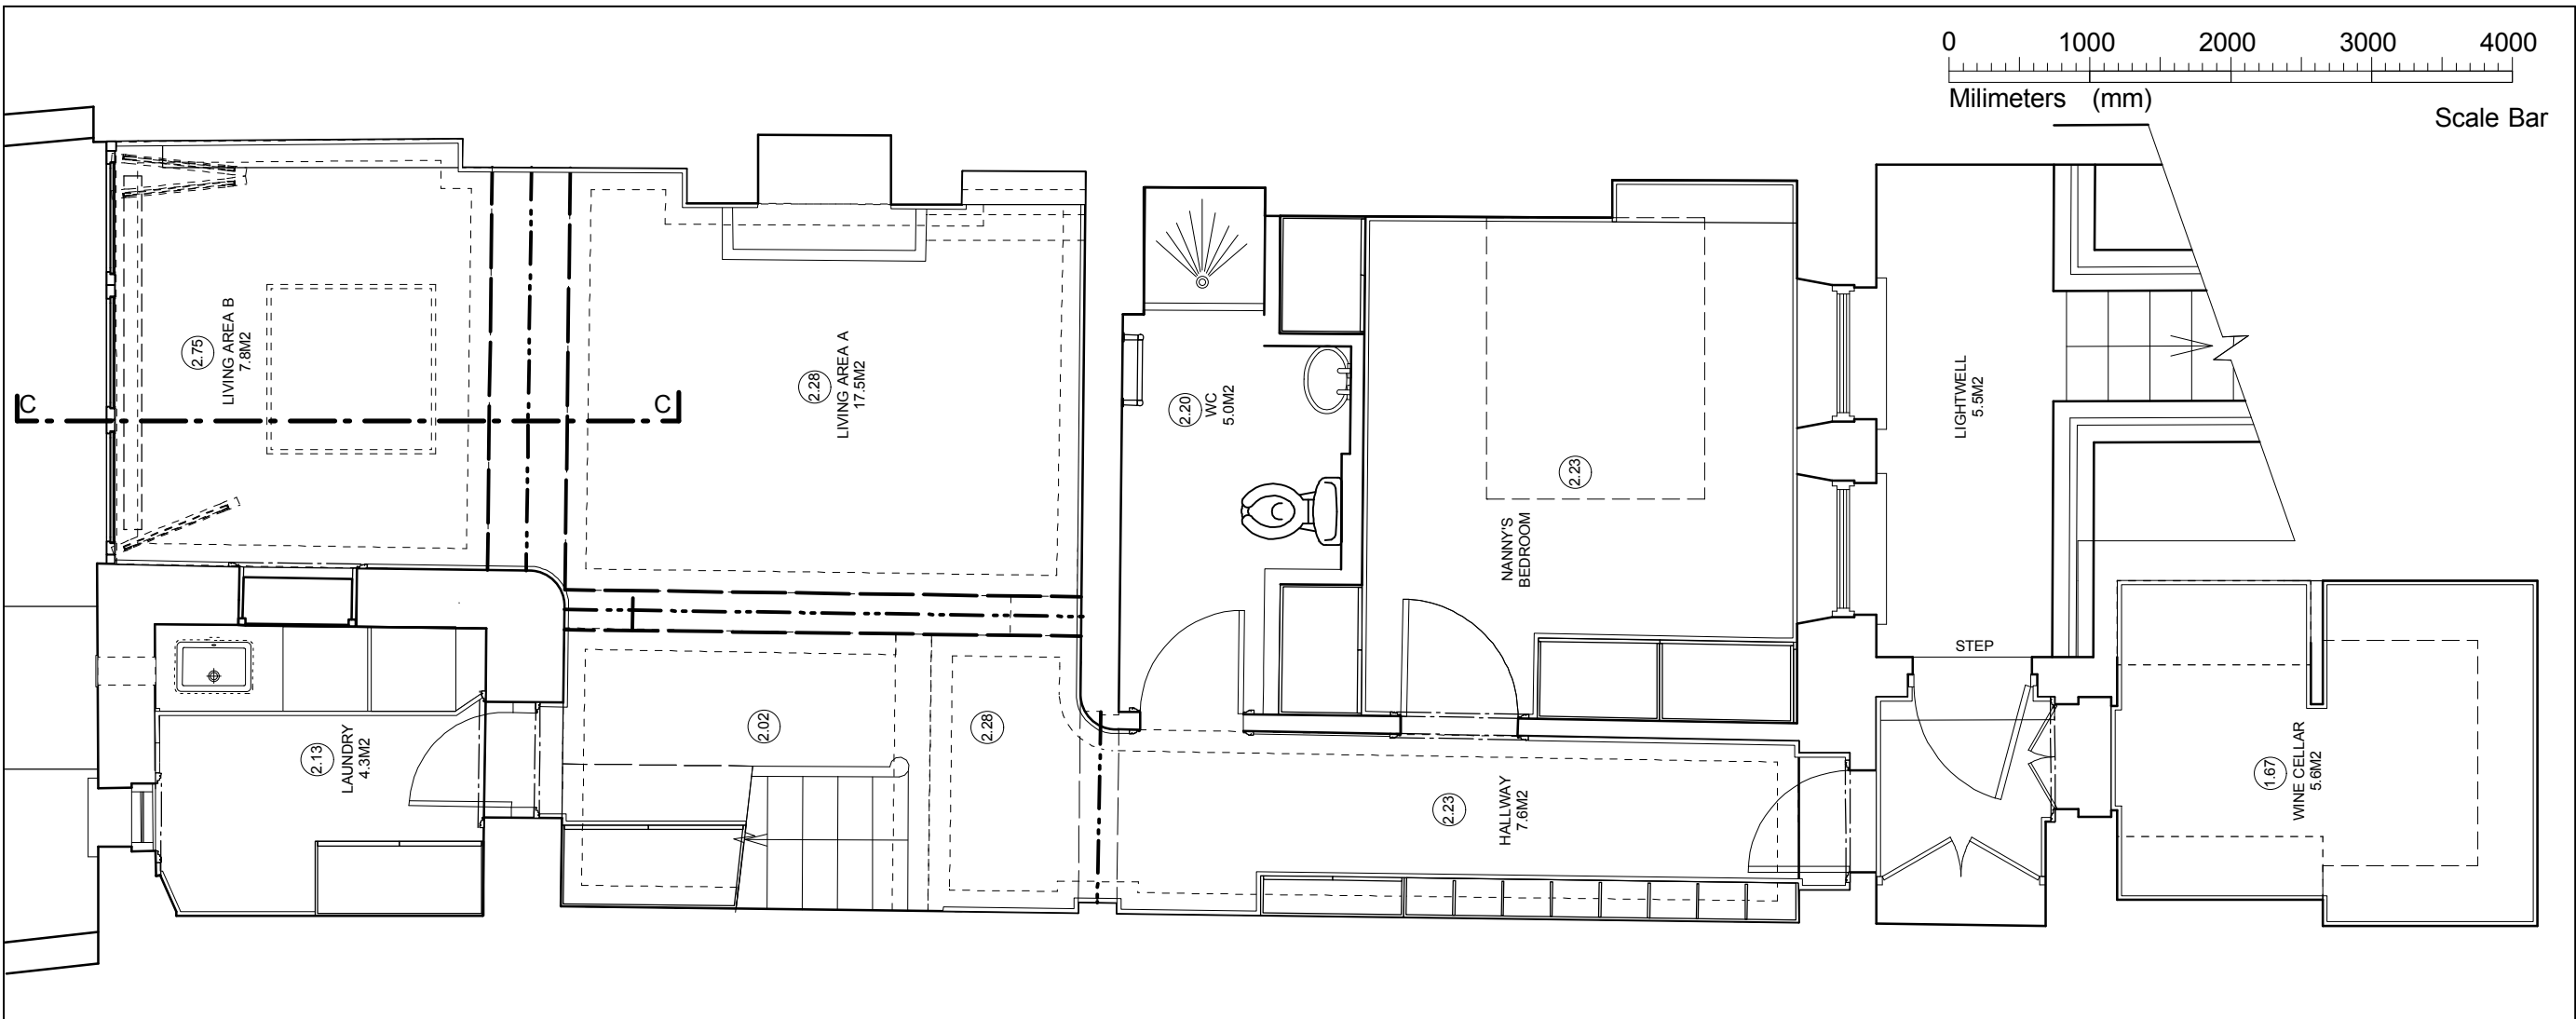 0 1000 2000 3000 4000
Milimeters (mm)
Scale Bar
2.75
LIVING AREA B
7.8M2
C
C
2.28
LIVING AREA A
17.5M2
2.20
WC
5.0M2
2.23
NANNY'S
BEDROOM
LIGHTWELL
5.5M2
STEP
2.13
LAUNDRY
4.3M2
2.02
2.28
2.23
HALLWAY
7.6M2
1.67
WINE CELLAR
5.6M2